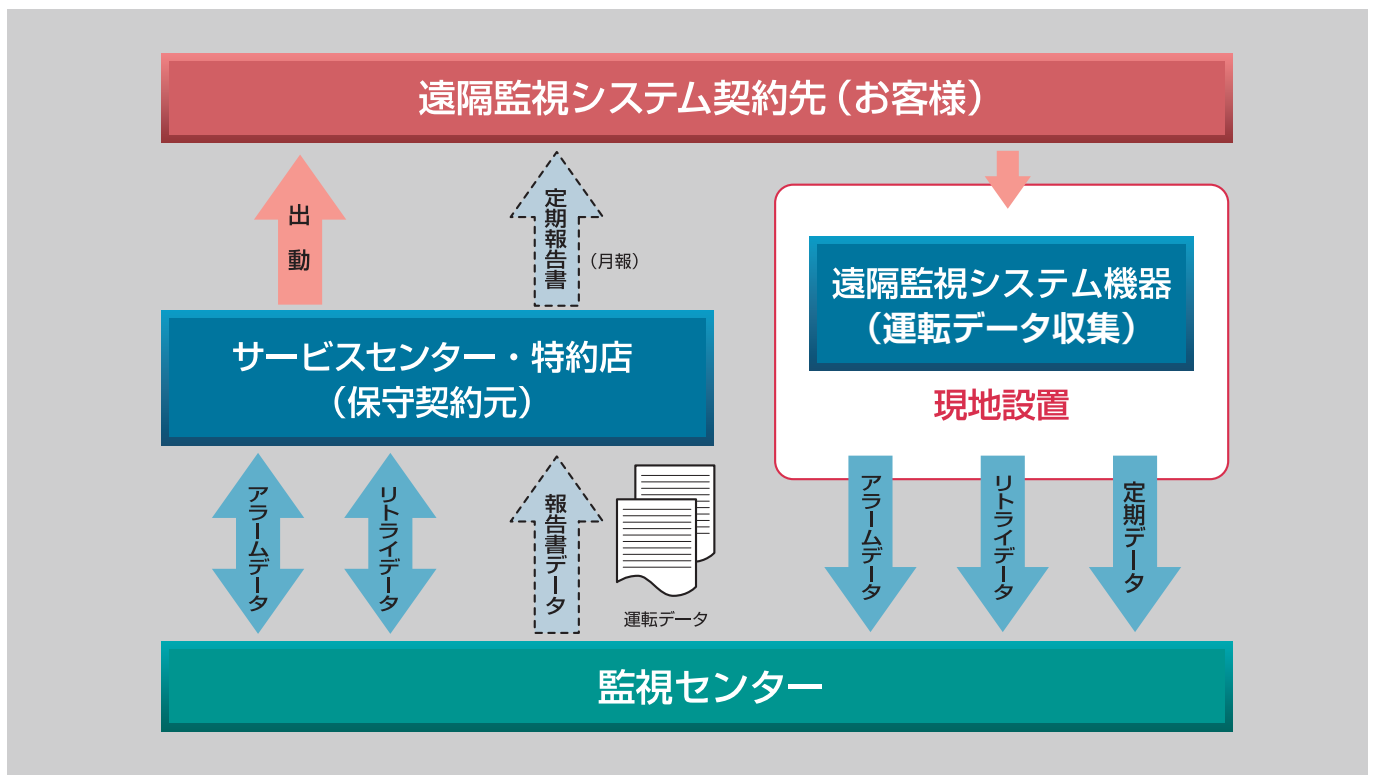 遠隔監視システム契約先（お客様）
出動
定期報告書
（月報）
遠隔監視システム機器
（運転データ収集）
現地設置
サービスセンター・特約店
（保守契約元）
アラームデータ
リトライデータ
報告書データ
運転データ
アラームデータ
リトライデータ
定期データ
監視センター